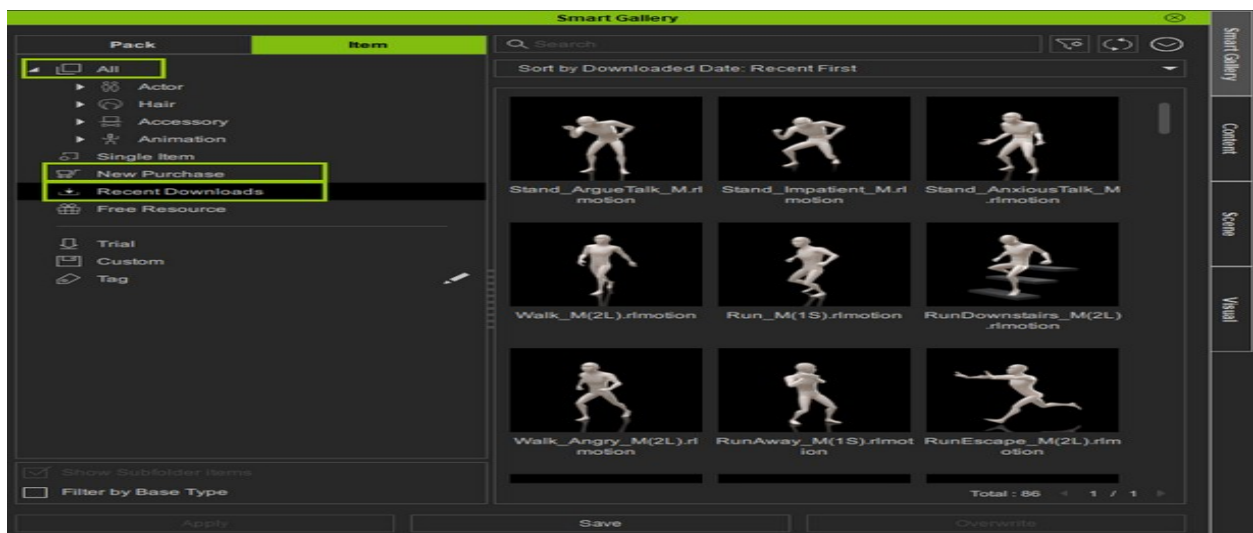 Smart Gallery
Pack
Item
Search
Sort by Downloaded Date: Recent First
All
Actor
Hair
Accessory
Animation
Single Item
New Purchase
Recent Downloads
Free Resource
Trial
Custom
Tag
Stand_ArgueTalk_M.rl
motion
Stand_Impatient_M.rl
motion
Stand_AnxiousTalk_M
.rlmotion
Walk_M(2L).rlmotion
Run_M(1S).rlmotion
RunDownstairs_M(2L)
.rlmotion
Walk_Angry_M(2L).rl
motion
RunAway_M(1S).rlmot
ion
RunEscape_M(2L).rlm
otion
Show Subfolder items
Filter by Base Type
Total : 86
1 / 1
Apply
Save
Overwrite
Smart Gallery
Content
Scene
Visual